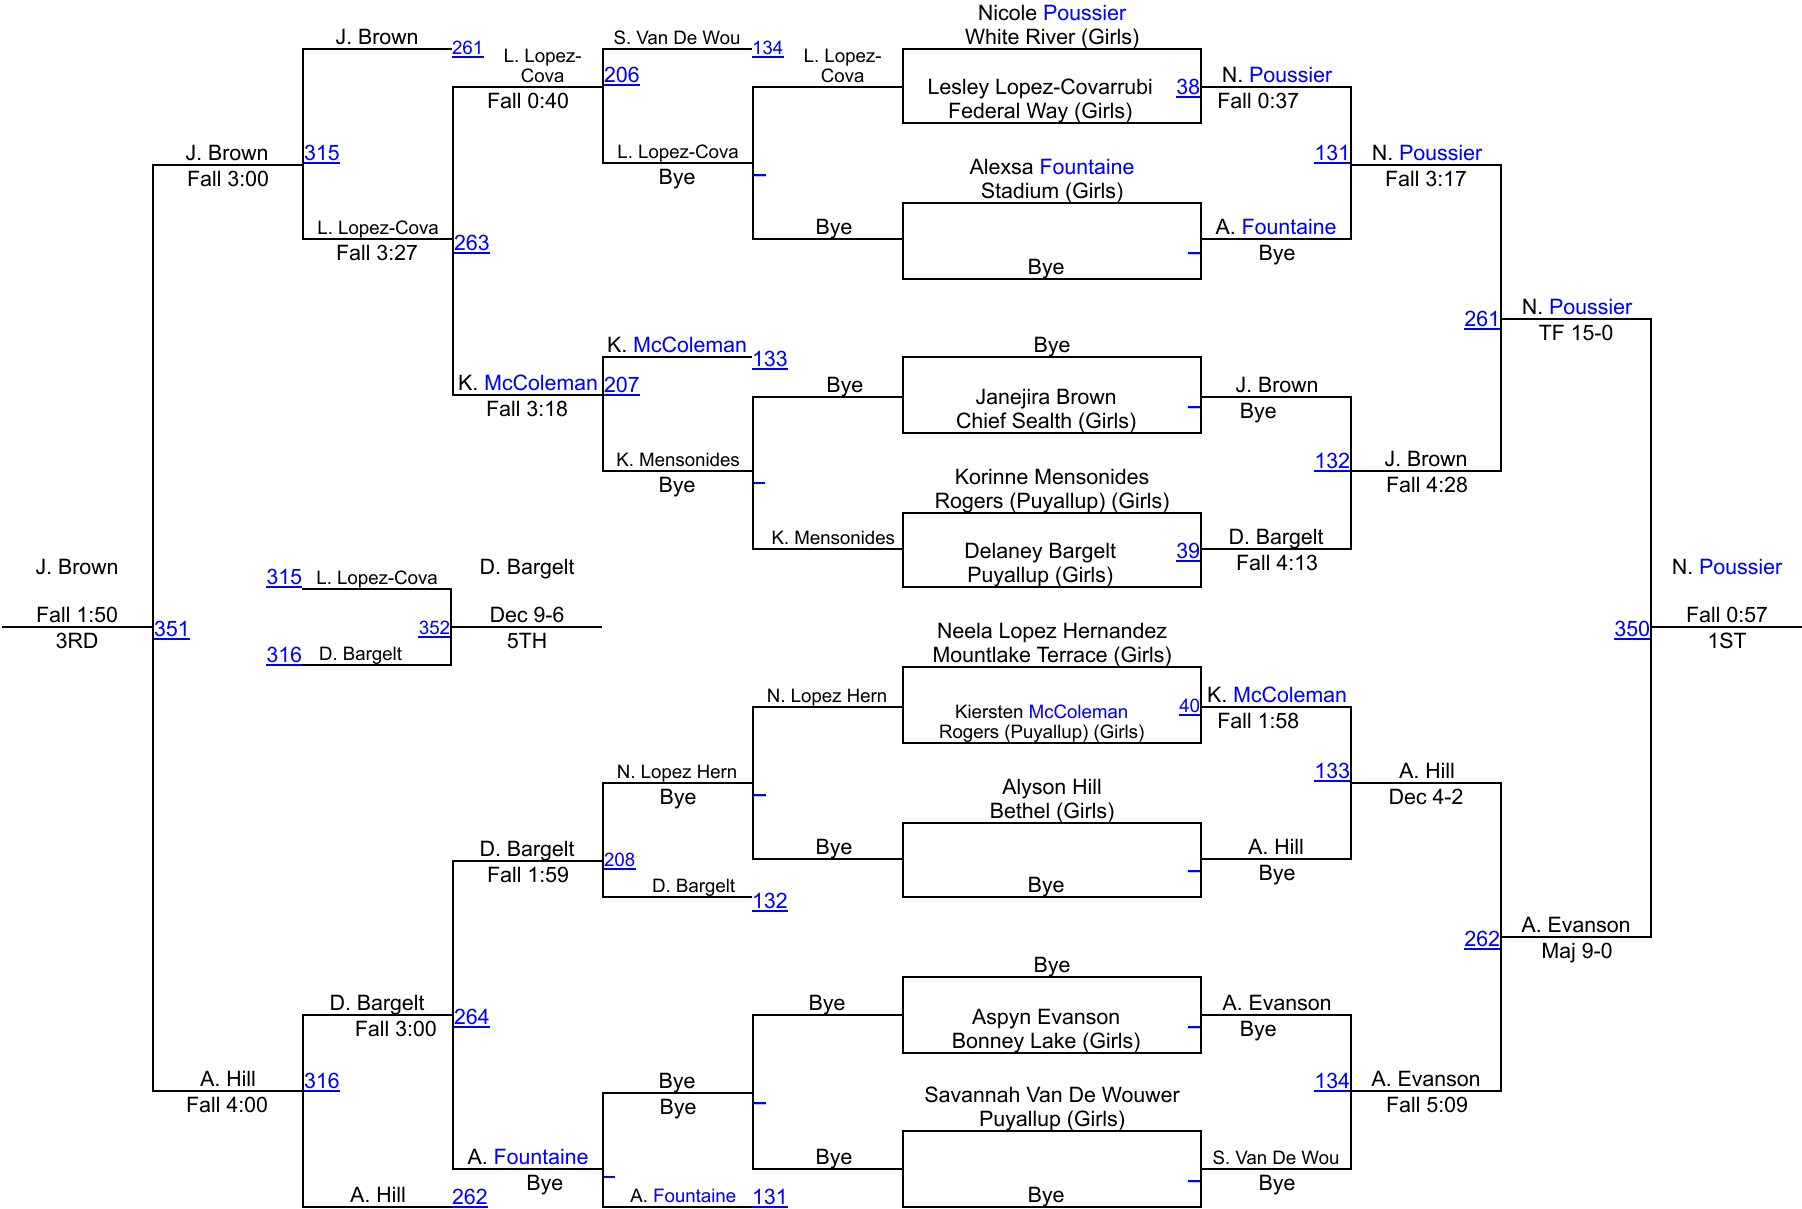 Nicole Poussier
White River (Girls)
J. Brown
261
S. Van De Wou
134
L. Lopez-
Cova
L. Lopez-
Cova
206
Fall 0:40
Lesley Lopez-Covarrubi
Federal Way (Girls)
38
N. Poussier
Fall 0:37
J. Brown
Fall 3:00
315
L. Lopez-Cova
Bye
Alexsa Fountaine
Stadium (Girls)
131
N. Poussier
Fall 3:17
L. Lopez-Cova
Fall 3:27
263
Bye
Bye
A. Fountaine
Bye
261
N. Poussier
TF 15-0
K. McColeman
133
Bye
K. McColeman
207
Fall 3:18
Bye
Janejira Brown
Chief Sealth (Girls)
J. Brown
Bye
K. Mensonides
Bye
Korinne Mensonides
Rogers (Puyallup) (Girls)
132
J. Brown
Fall 4:28
K. Mensonides
Delaney Bargelt
Puyallup (Girls)
39
D. Bargelt
Fall 4:13
J. Brown
Fall 1:50
3RD
351
315
L. Lopez-Cova
352
316
D. Bargelt
D. Bargelt
Dec 9-6
5TH
N. Poussier
350
Fall 0:57
1ST
Neela Lopez Hernandez
Mountlake Terrace (Girls)
N. Lopez Hern
Kiersten McColeman
Rogers (Puyallup) (Girls)
40
K. McColeman
Fall 1:58
N. Lopez Hern
Bye
Alyson Hill
Bethel (Girls)
133
A. Hill
Dec 4-2
D. Bargelt
Fall 1:59
208
D. Bargelt
132
Bye
Bye
A. Hill
Bye
262
A. Evanson
Maj 9-0
Bye
D. Bargelt
Fall 3:00
264
Bye
Aspyn Evanson
Bonney Lake (Girls)
A. Evanson
Bye
A. Hill
Fall 4:00
316
Bye
Bye
Savannah Van De Wouwer
Puyallup (Girls)
134
A. Evanson
Fall 5:09
A. Fountaine
Bye
Bye
S. Van De Wou
Bye
A. Hill
262
A. Fountaine
131
Bye